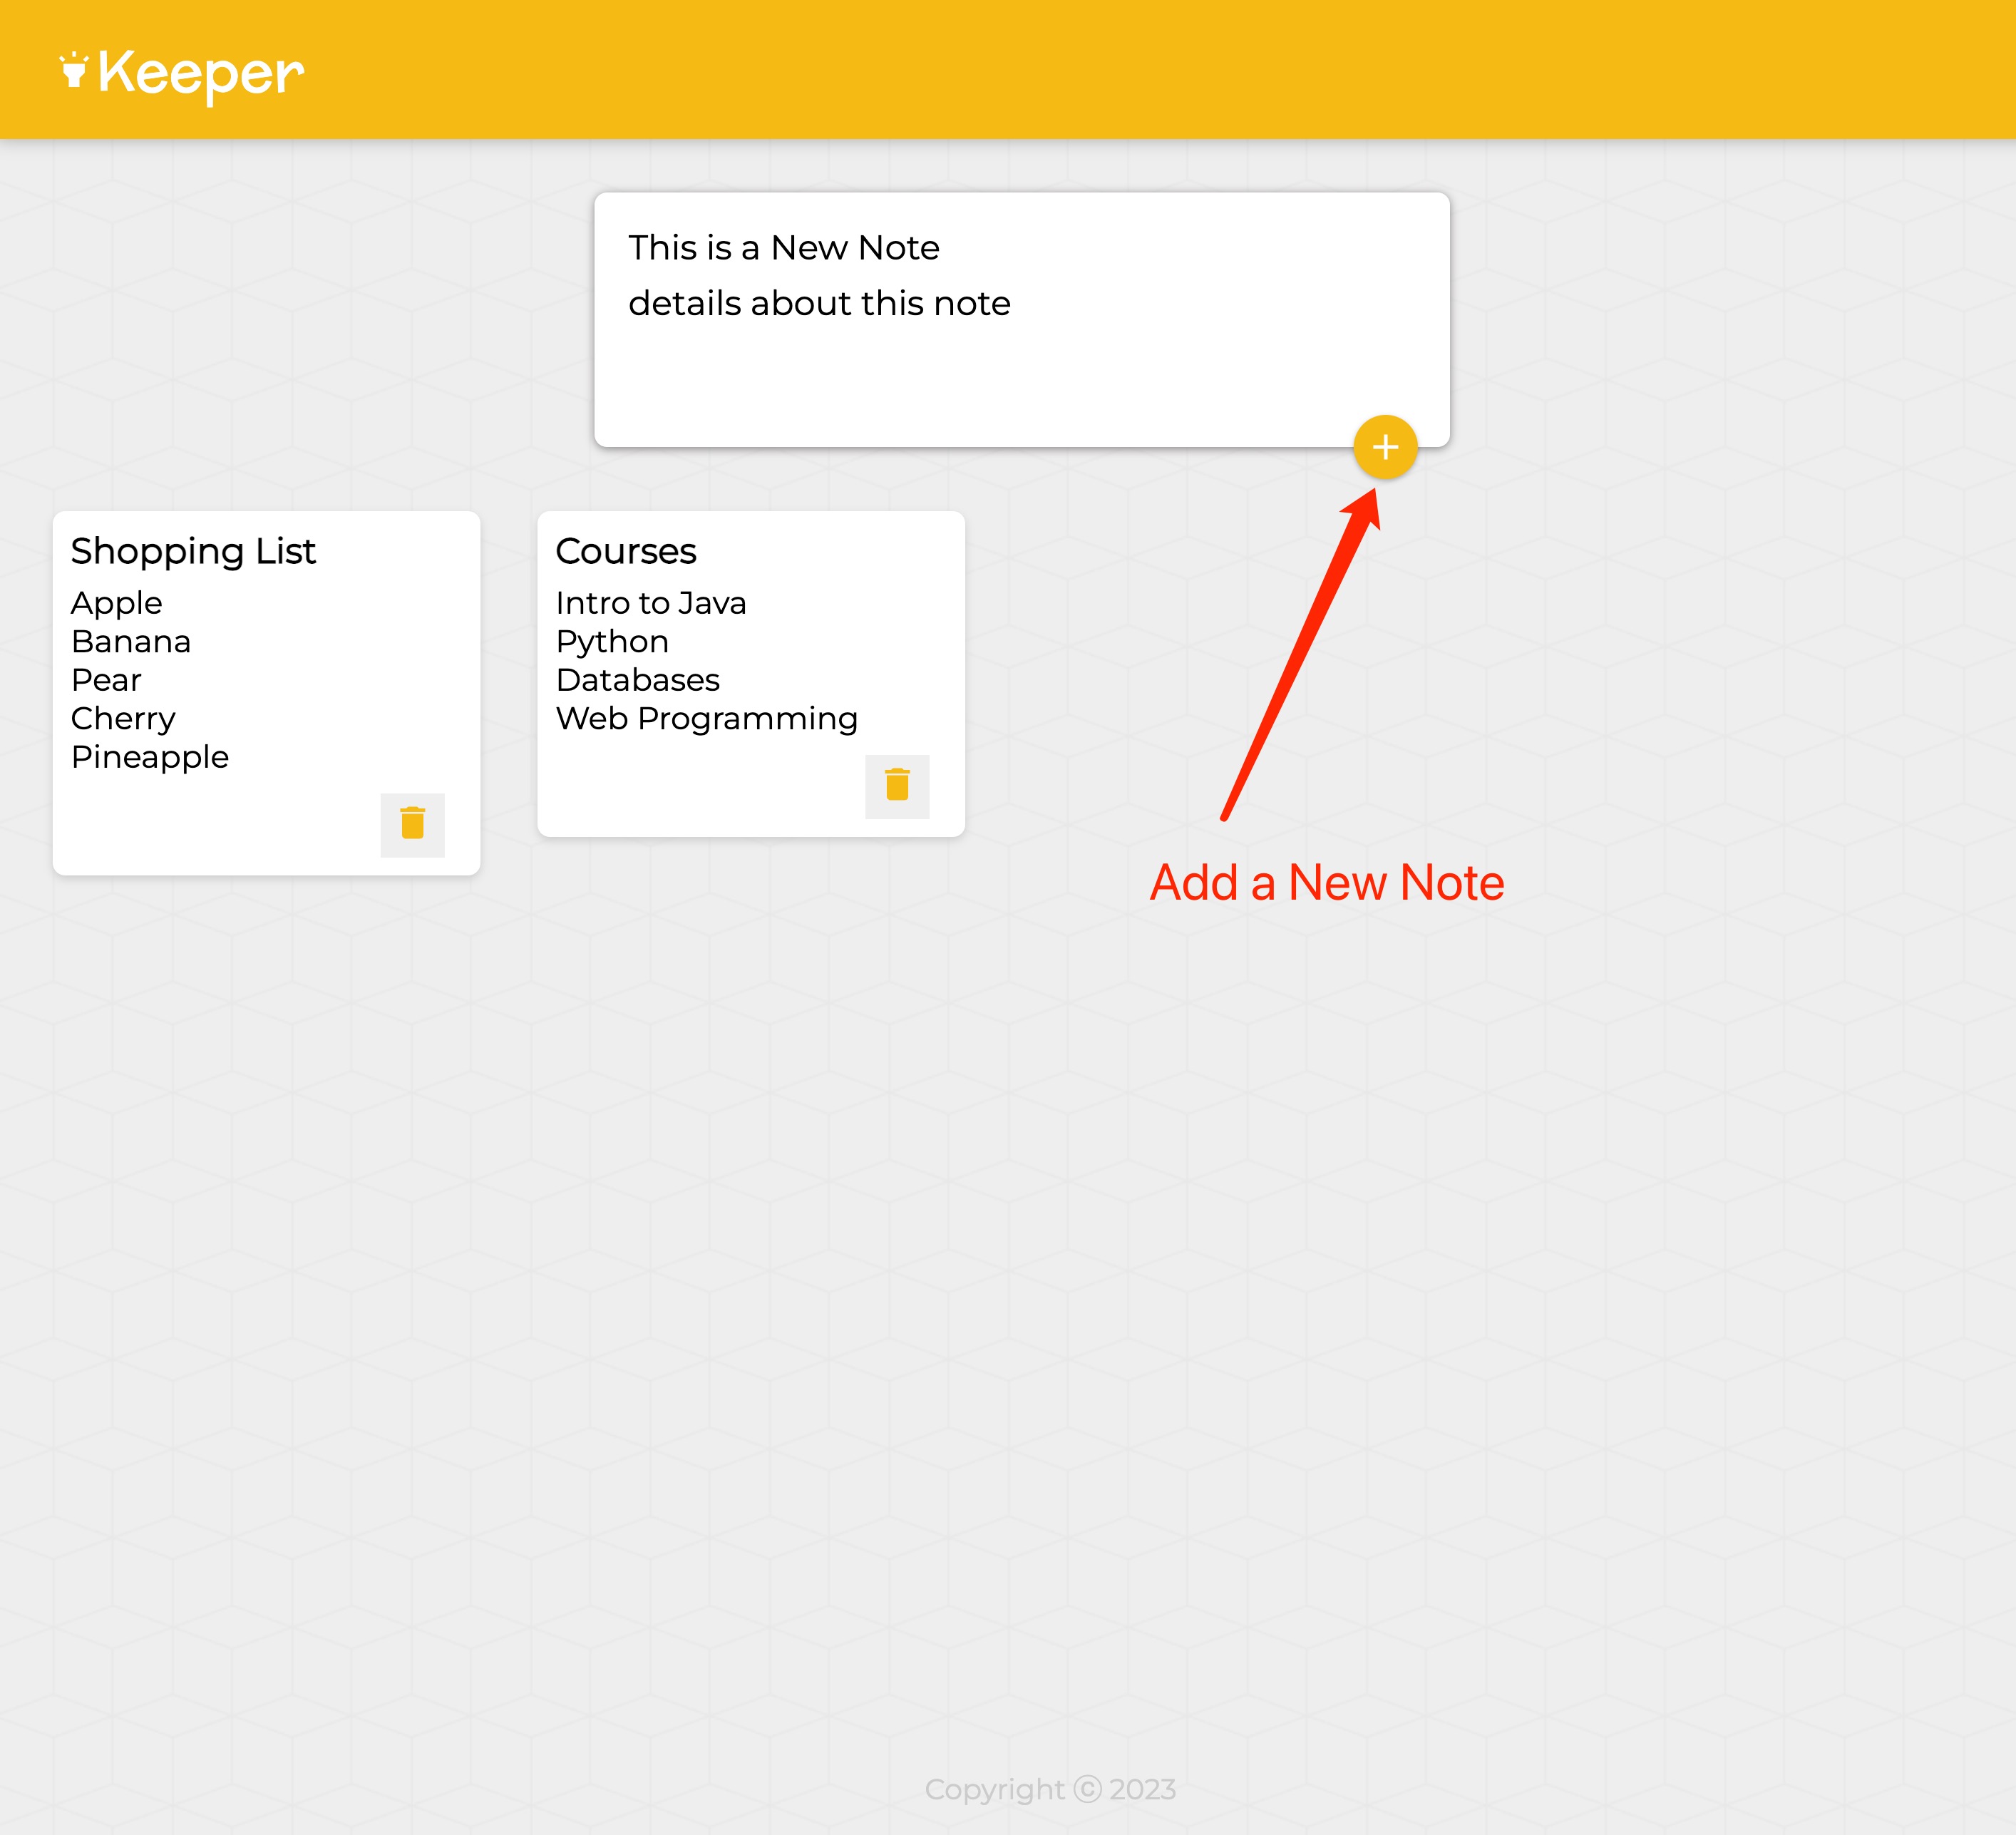 Keeper
This is a New Note
details about this note
Shopping List
Apple
Banana
Pear
Cherry
Pineapple
Courses
Intro to Java
Python
Databases
Web Programming
Add a New Note
Copyright ⓒ 2023